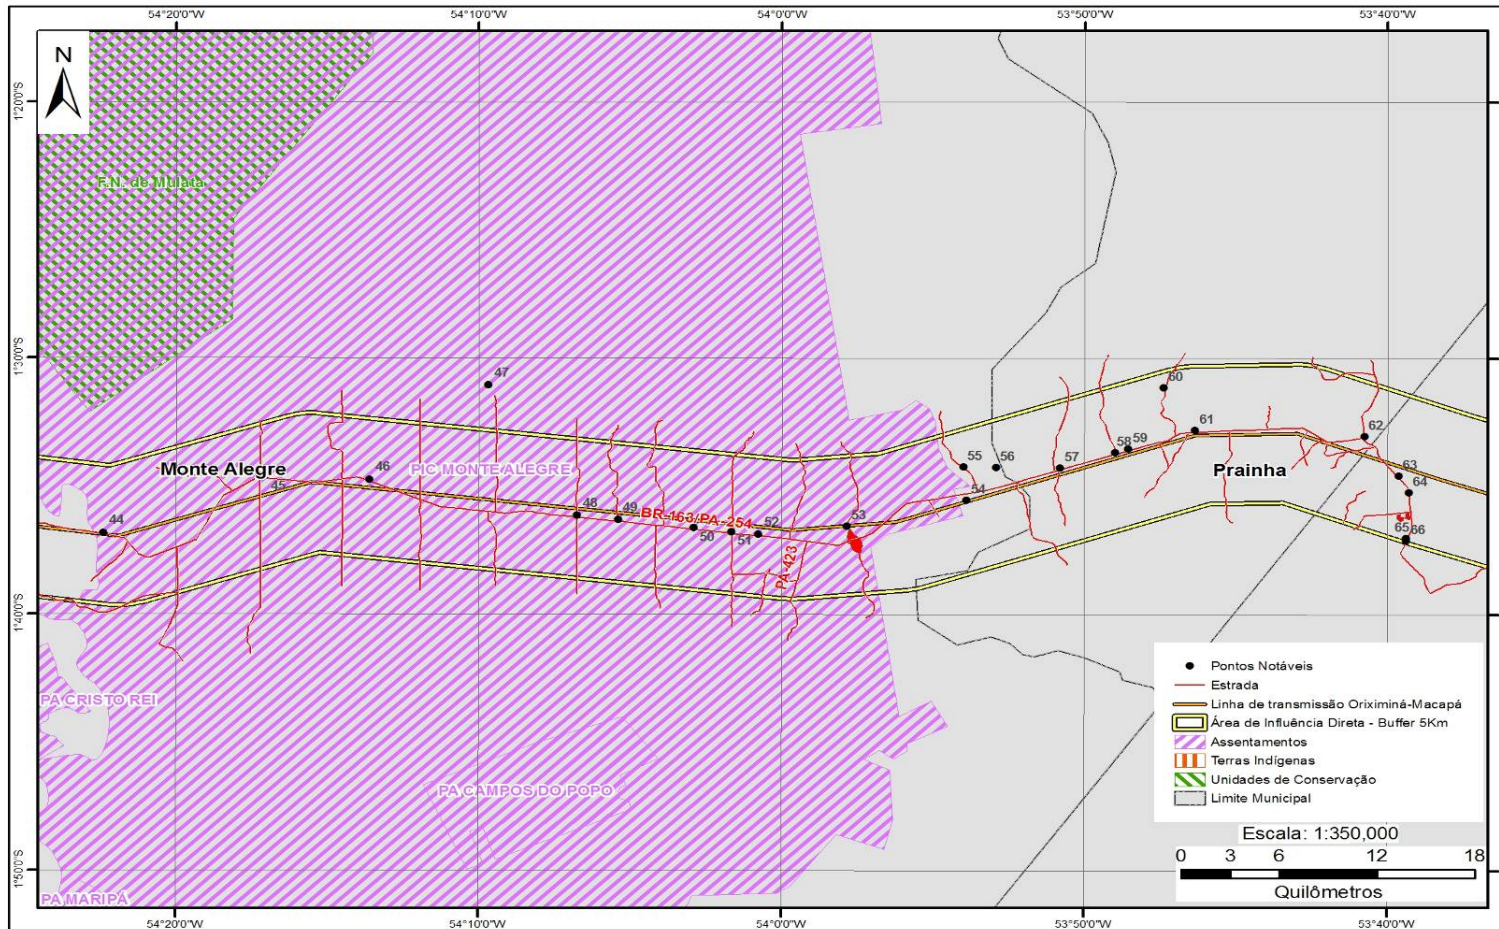 54°20'0"W 54°10'0"W 54°0'0"W 53°50'0"W 53°40'0"W
N
1°20'0"S
F.N. de Mulata
1°30'0"S
47
60
61
62
Monte Alegre
46
PIC MONTE ALEGRE
55
56
57
58
59
Prainha
63
45
64
44
48
49
BR-163/PA-254
50
51
52
53
54
65
66
PA-423
1°40'0"S
PA CRISTO REI
PA CAMPOS DO POPO
1°50'0"S
PA MARIPÁ
Pontos Notáveis
Estrada
Linha de transmissão Oriximiná-Macapá
Área de Influência Direta - Buffer 5Km
Assentamentos
Terras Indígenas
Unidades de Conservação
Limite Municipal
Escala: 1:350,000
0 3 6 12 18
Quilômetros
54°20'0"W 54°10'0"W 54°0'0"W 53°50'0"W 53°40'0"W